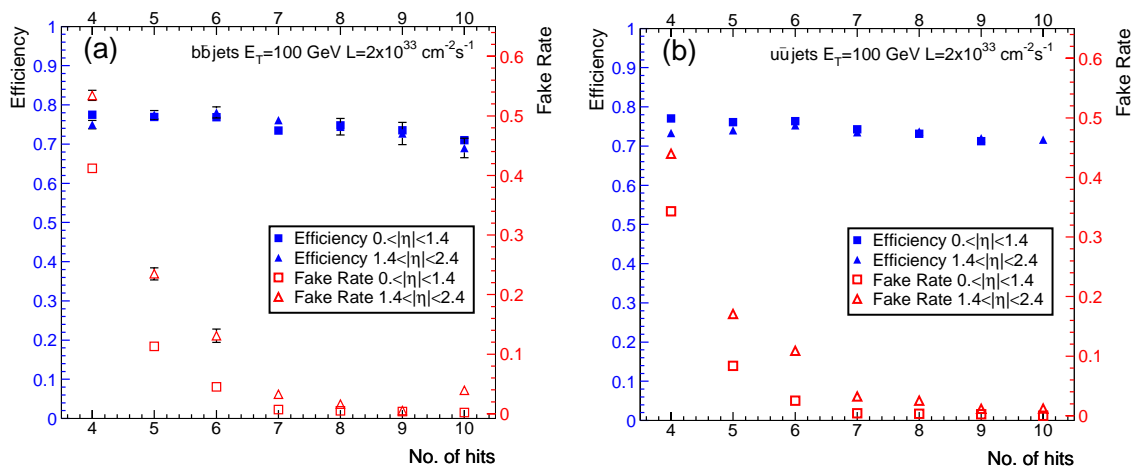 4 5 6 7 8 9 10
(a)
bb̄ jets E_T=100 GeV L=2x10³³ cm⁻²s⁻¹
Efficiency
1
0.9
0.8
0.7
0.6
0.5
0.4
0.3
0.2
0.1
0
Fake Rate
0.6
0.5
0.4
0.3
0.2
0.1
0
Efficiency 0.<|η|<1.4
Efficiency 1.4<|η|<2.4
Fake Rate 0.<|η|<1.4
Fake Rate 1.4<|η|<2.4
4 5 6 7 8 9 10
No. of hits
4 5 6 7 8 9 10
(b)
uū jets E_T=100 GeV L=2x10³³ cm⁻²s⁻¹
Efficiency
1
0.9
0.8
0.7
0.6
0.5
0.4
0.3
0.2
0.1
0
Fake Rate
0.6
0.5
0.4
0.3
0.2
0.1
0
Efficiency 0.<|η|<1.4
Efficiency 1.4<|η|<2.4
Fake Rate 0.<|η|<1.4
Fake Rate 1.4<|η|<2.4
4 5 6 7 8 9 10
No. of hits